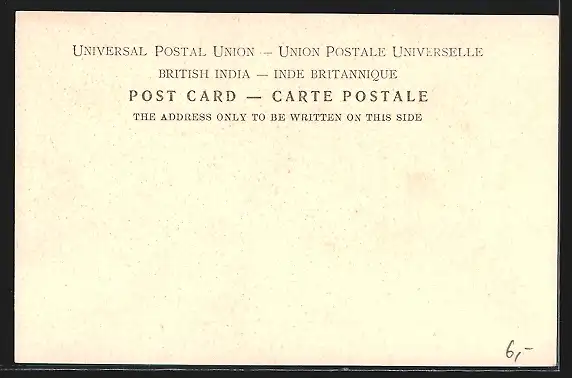 UNIVERSAL POSTAL UNION — UNION POSTALE UNIVERSELLE
BRITISH INDIA — INDE BRITANNIQUE
POST CARD — CARTE POSTALE
THE ADDRESS ONLY TO BE WRITTEN ON THIS SIDE
6,-